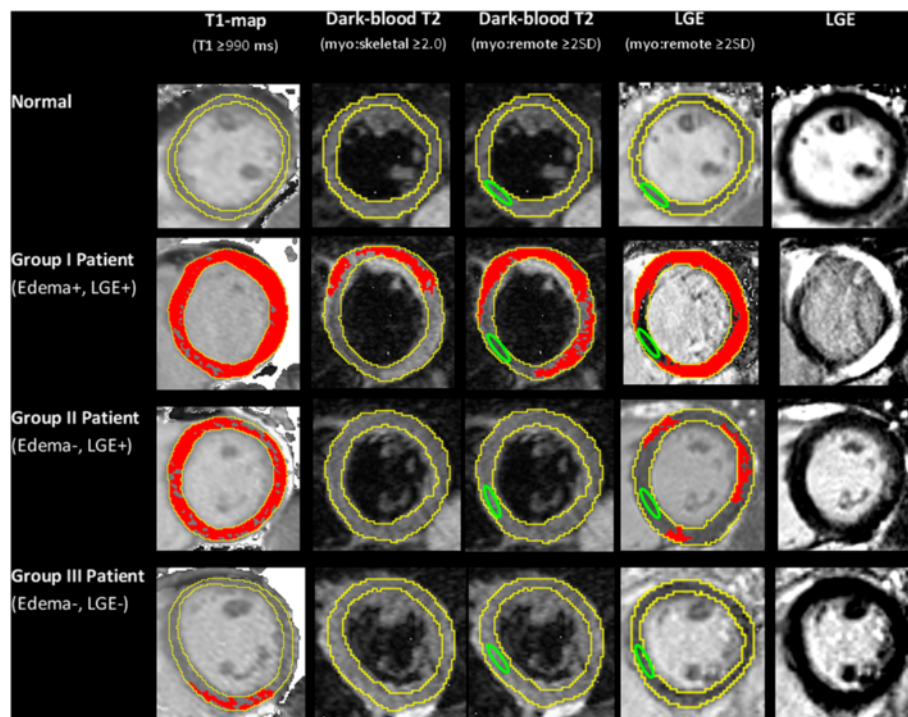 T1-map
(T1 ≥990 ms)
Dark-blood T2
(myo:skeletal ≥2.0)
Dark-blood T2
(myo:remote ≥2SD)
LGE
(myo:remote ≥2SD)
LGE
Normal
Group I Patient
(Edema+, LGE+)
Group II Patient
(Edema-, LGE+)
Group III Patient
(Edema-, LGE-)